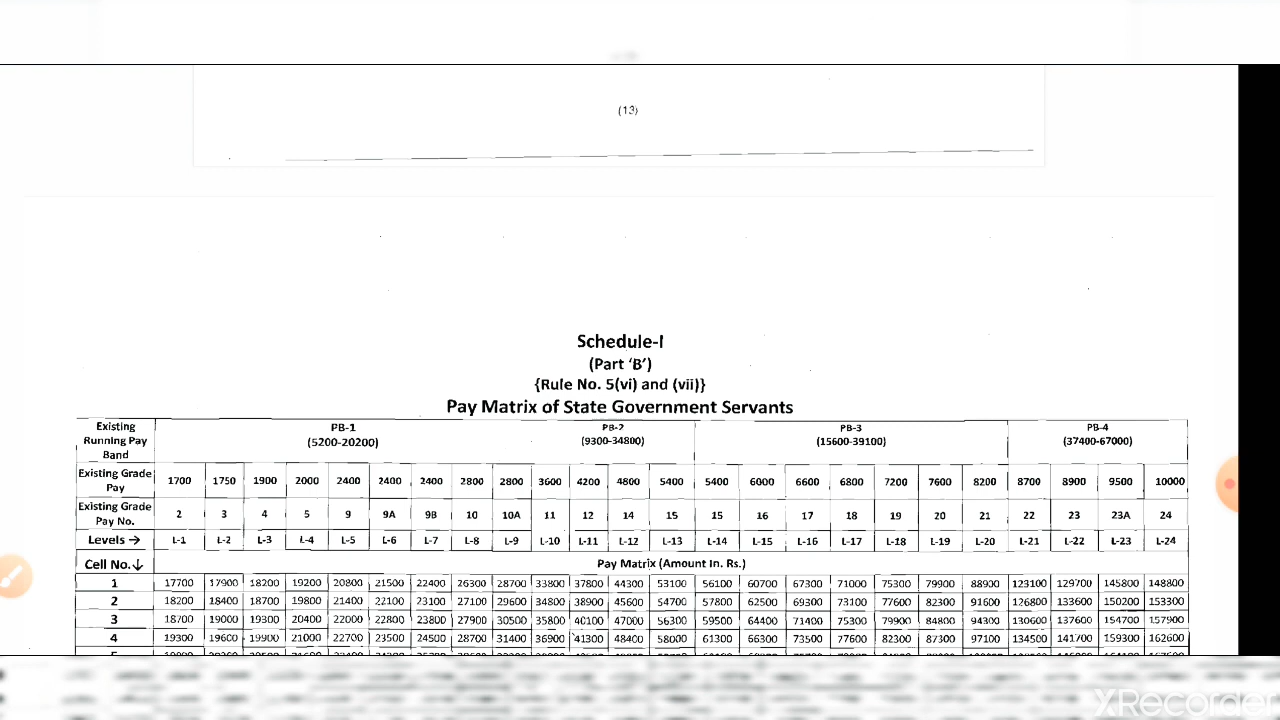 (13)
Schedule-I
(Part 'B')
{Rule No. 5(vi) and (vii)}
Pay Matrix of State Government Servants
Existing Running Pay Band PB-1 (5200-20200) PB-2 (9300-34800) PB-3 (15600-39100) PB-4 (37400-67000)
Existing Grade Pay 1700 1750 1900 2000 2400 2400 2400 2800 2800 3600 4200 4800 5400 5400 6000 6600 6800 7200 7600 8200 8700 8900 9500 10000
Existing Grade Pay No. 2 3 4 5 9 9A 9B 10 10A 11 12 14 15 15 16 17 18 19 20 21 22 23 23A 24
Levels → L-1 L-2 L-3 L-4 L-5 L-6 L-7 L-8 L-9 L-10 L-11 L-12 L-13 L-14 L-15 L-16 L-17 L-18 L-19 L-20 L-21 L-22 L-23 L-24
Cell No.↓ Pay Matrix (Amount In. Rs.)
1 17700 17900 18200 19200 20800 21500 22400 26300 28700 33800 37800 44300 53100 56100 60700 67300 71000 75300 79900 88900 123100 129700 145800 148800
2 18200 18400 18700 19800 21400 22100 23100 27100 29600 34800 38900 45600 54700 57800 62500 69300 73100 77600 82300 91600 126800 133600 150200 153300
3 18700 19000 19300 20400 22000 22800 23800 27900 30500 35800 40100 47000 56300 59500 64400 71400 75300 79900 84800 94300 130600 137600 154700 157900
4 19300 19600 19900 21000 22700 23500 24500 28700 31400 36900 41300 48400 58000 61300 66300 73500 77600 82300 87300 97100 134500 141700 159300 162600
XRecorder